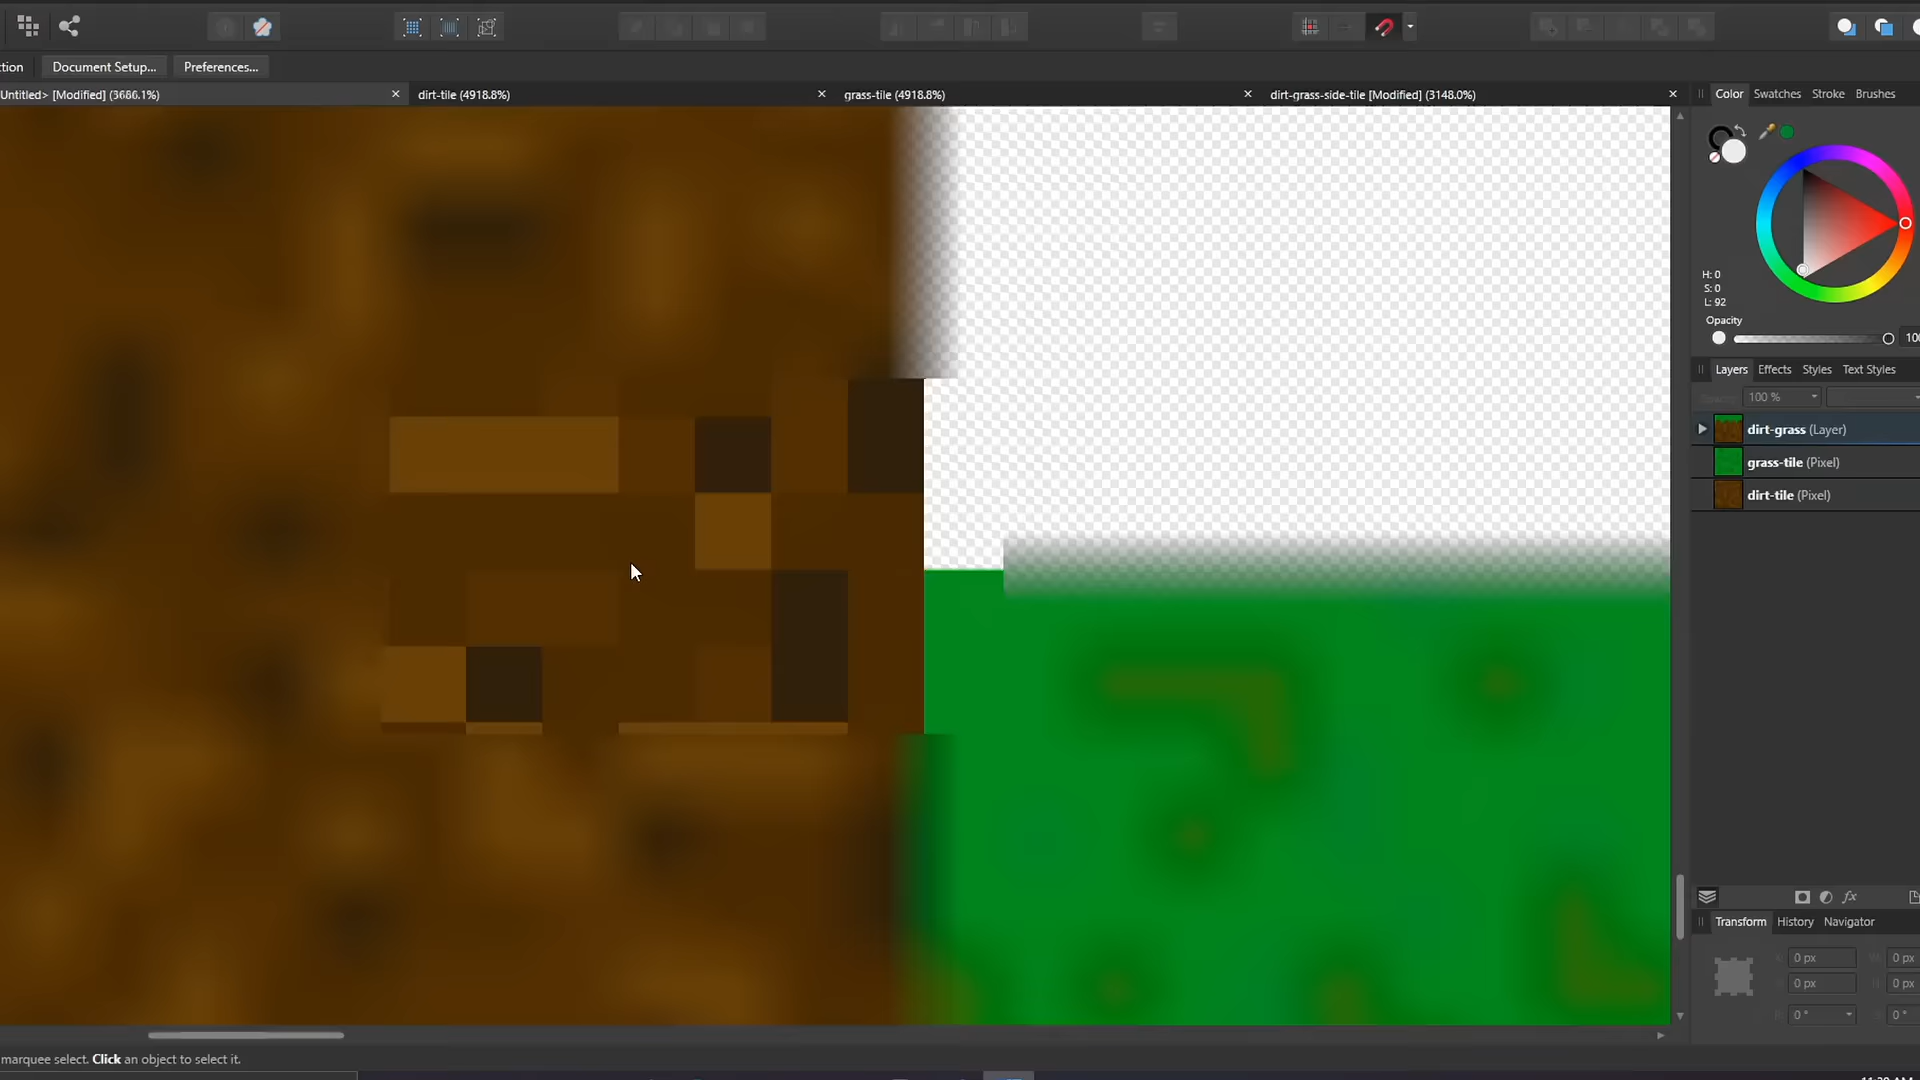 ction
Document Setup...
Preferences...
Untitled> [Modified] (3686.1%)
dirt-tile (4918.8%)
grass-tile (4918.8%)
dirt-grass-side-tile [Modified] (3148.0%)
Color
Swatches
Stroke
Brushes
H: 0
S: 0
L: 92
Opacity
100
Layers
Effects
Styles
Text Styles
100 %
dirt-grass (Layer)
grass-tile (Pixel)
dirt-tile (Pixel)
fx
Transform
History
Navigator
0 px
0 px
0 px
0 px
0 °
0 °
marquee select. Click an object to select it.